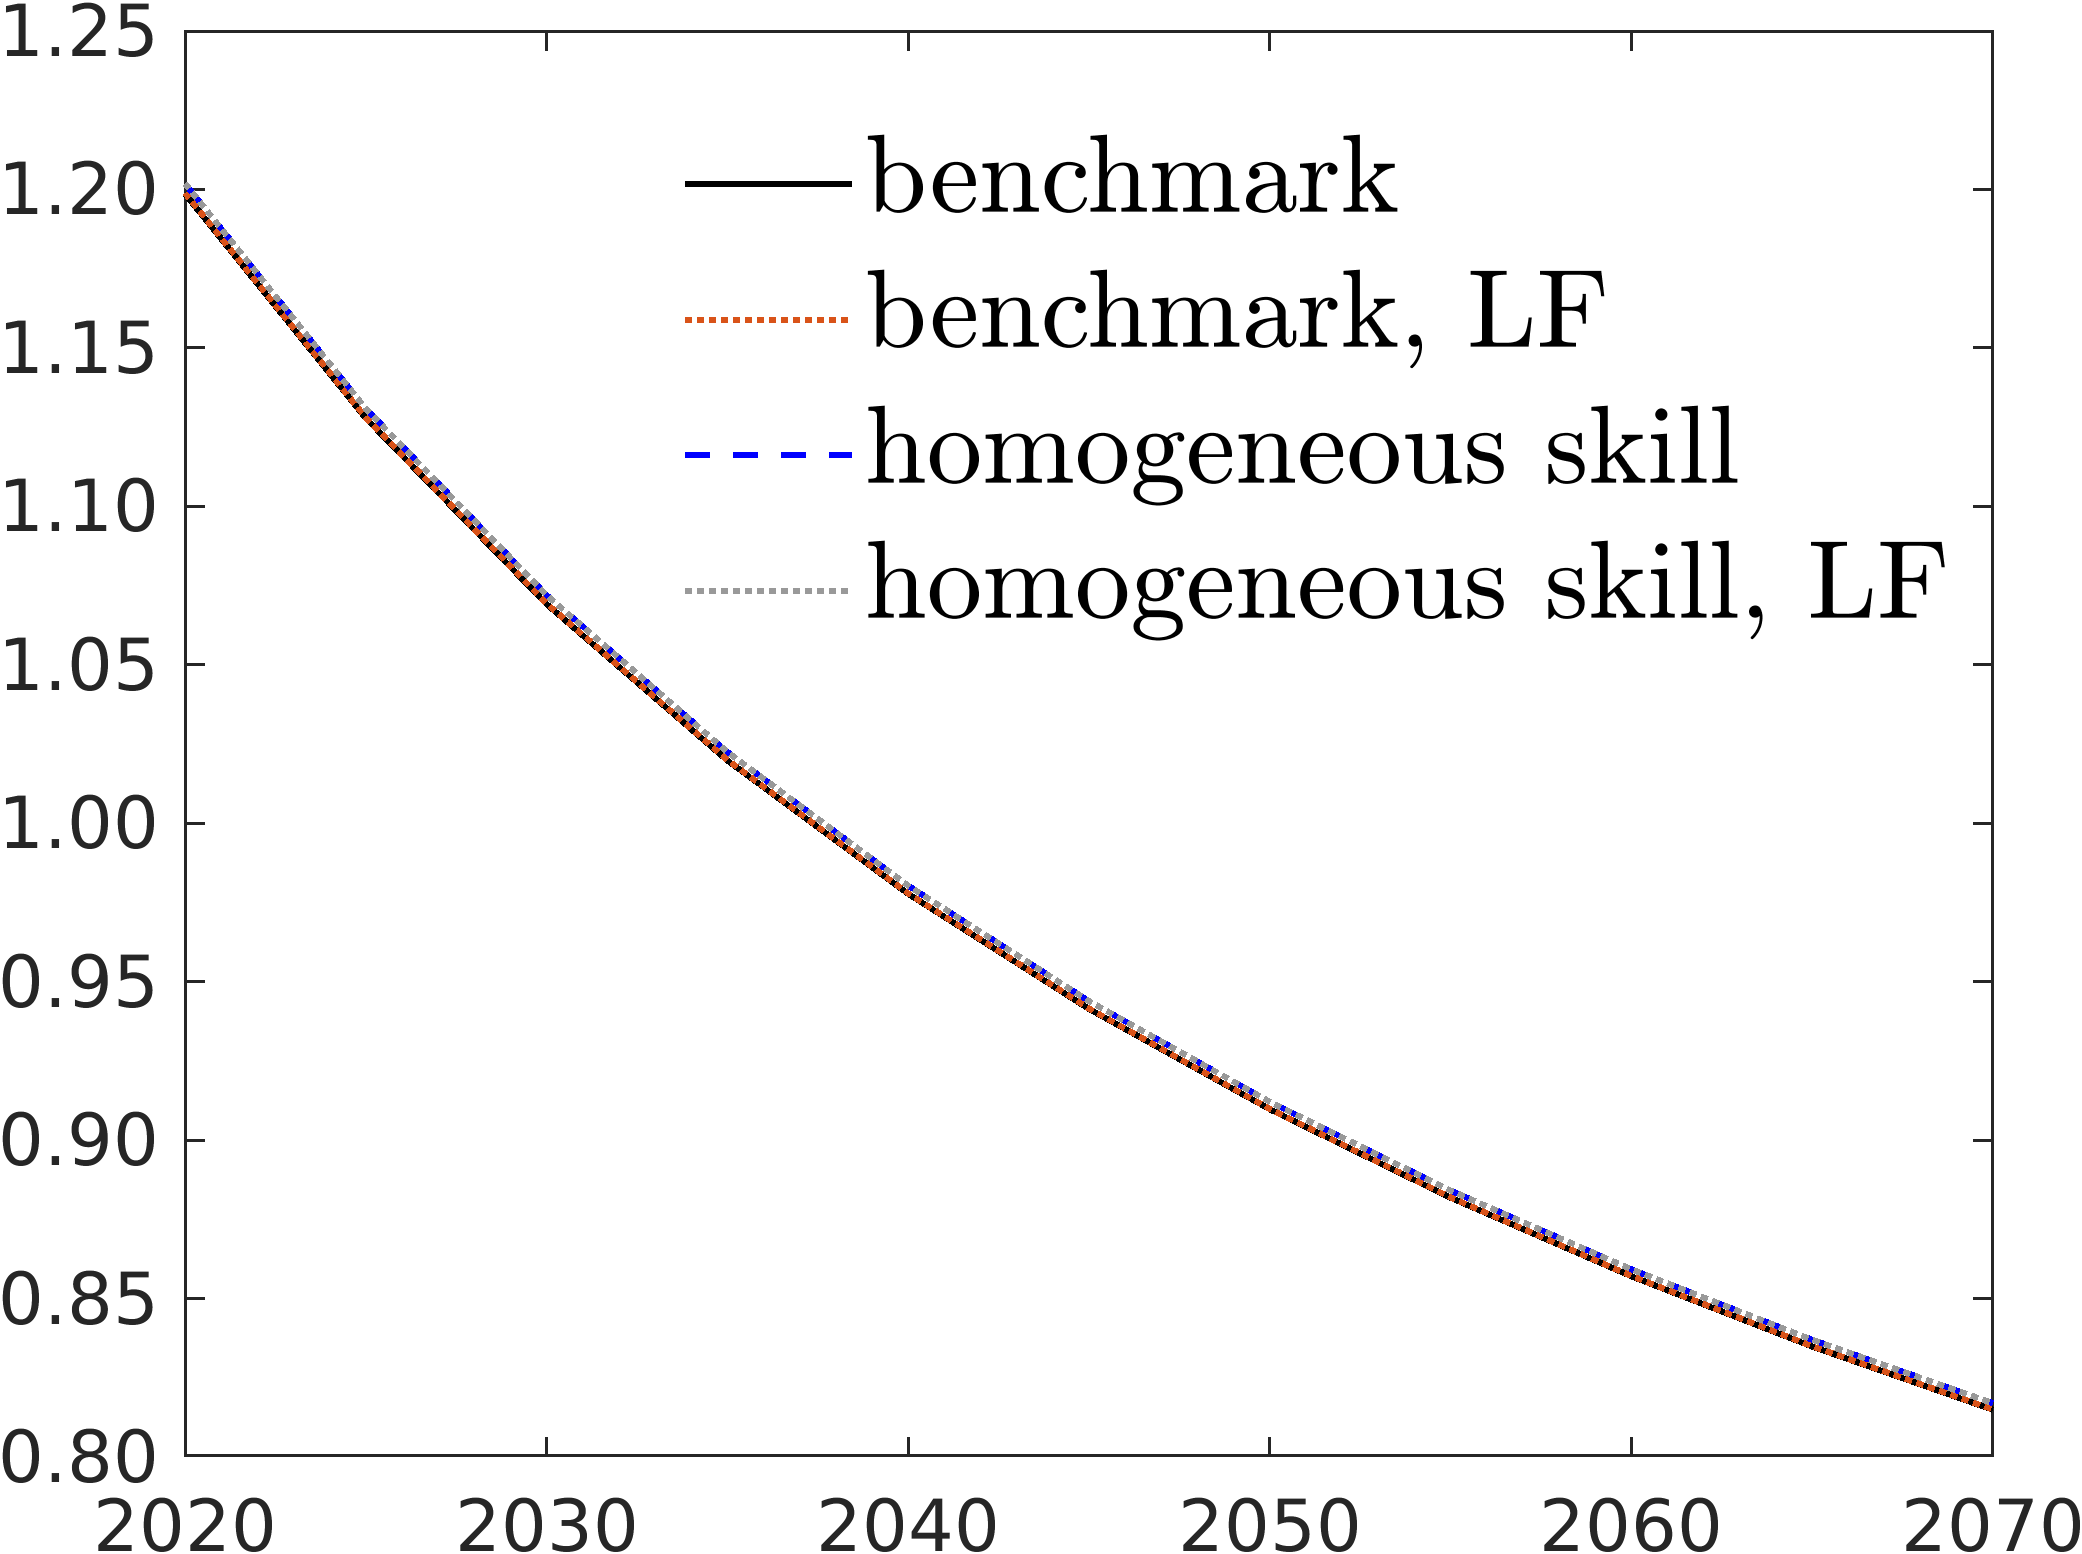 1.25
1.20
1.15
1.10
1.05
1.00
0.95
0.90
0.85
0.80
benchmark
benchmark, LF
homogeneous skill
homogeneous skill, LF
2020 2030 2040 2050 2060 2070